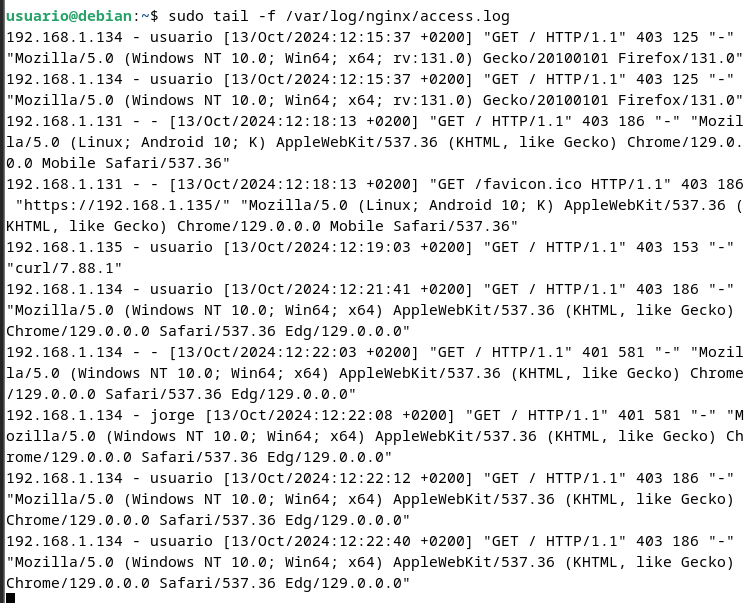 usuario@debian:~$ sudo tail -f /var/log/nginx/access.log
192.168.1.134 - usuario [13/Oct/2024:12:15:37 +0200] "GET / HTTP/1.1" 403 125 "-"
"Mozilla/5.0 (Windows NT 10.0; Win64; x64; rv:131.0) Gecko/20100101 Firefox/131.0"
192.168.1.134 - usuario [13/Oct/2024:12:15:37 +0200] "GET / HTTP/1.1" 403 125 "-"
"Mozilla/5.0 (Windows NT 10.0; Win64; x64; rv:131.0) Gecko/20100101 Firefox/131.0"
192.168.1.131 - - [13/Oct/2024:12:18:13 +0200] "GET / HTTP/1.1" 403 186 "-" "Mozil
la/5.0 (Linux; Android 10; K) AppleWebKit/537.36 (KHTML, like Gecko) Chrome/129.0.
0.0 Mobile Safari/537.36"
192.168.1.131 - - [13/Oct/2024:12:18:13 +0200] "GET /favicon.ico HTTP/1.1" 403 186
 "https://192.168.1.135/" "Mozilla/5.0 (Linux; Android 10; K) AppleWebKit/537.36 (
KHTML, like Gecko) Chrome/129.0.0.0 Mobile Safari/537.36"
192.168.1.135 - usuario [13/Oct/2024:12:19:03 +0200] "GET / HTTP/1.1" 403 153 "-"
"curl/7.88.1"
192.168.1.134 - usuario [13/Oct/2024:12:21:41 +0200] "GET / HTTP/1.1" 403 186 "-"
"Mozilla/5.0 (Windows NT 10.0; Win64; x64) AppleWebKit/537.36 (KHTML, like Gecko)
Chrome/129.0.0.0 Safari/537.36 Edg/129.0.0.0"
192.168.1.134 - - [13/Oct/2024:12:22:03 +0200] "GET / HTTP/1.1" 401 581 "-" "Mozil
la/5.0 (Windows NT 10.0; Win64; x64) AppleWebKit/537.36 (KHTML, like Gecko) Chrome
/129.0.0.0 Safari/537.36 Edg/129.0.0.0"
192.168.1.134 - jorge [13/Oct/2024:12:22:08 +0200] "GET / HTTP/1.1" 401 581 "-" "M
ozilla/5.0 (Windows NT 10.0; Win64; x64) AppleWebKit/537.36 (KHTML, like Gecko) Ch
rome/129.0.0.0 Safari/537.36 Edg/129.0.0.0"
192.168.1.134 - usuario [13/Oct/2024:12:22:12 +0200] "GET / HTTP/1.1" 403 186 "-"
"Mozilla/5.0 (Windows NT 10.0; Win64; x64) AppleWebKit/537.36 (KHTML, like Gecko)
Chrome/129.0.0.0 Safari/537.36 Edg/129.0.0.0"
192.168.1.134 - usuario [13/Oct/2024:12:22:40 +0200] "GET / HTTP/1.1" 403 186 "-"
"Mozilla/5.0 (Windows NT 10.0; Win64; x64) AppleWebKit/537.36 (KHTML, like Gecko)
Chrome/129.0.0.0 Safari/537.36 Edg/129.0.0.0"